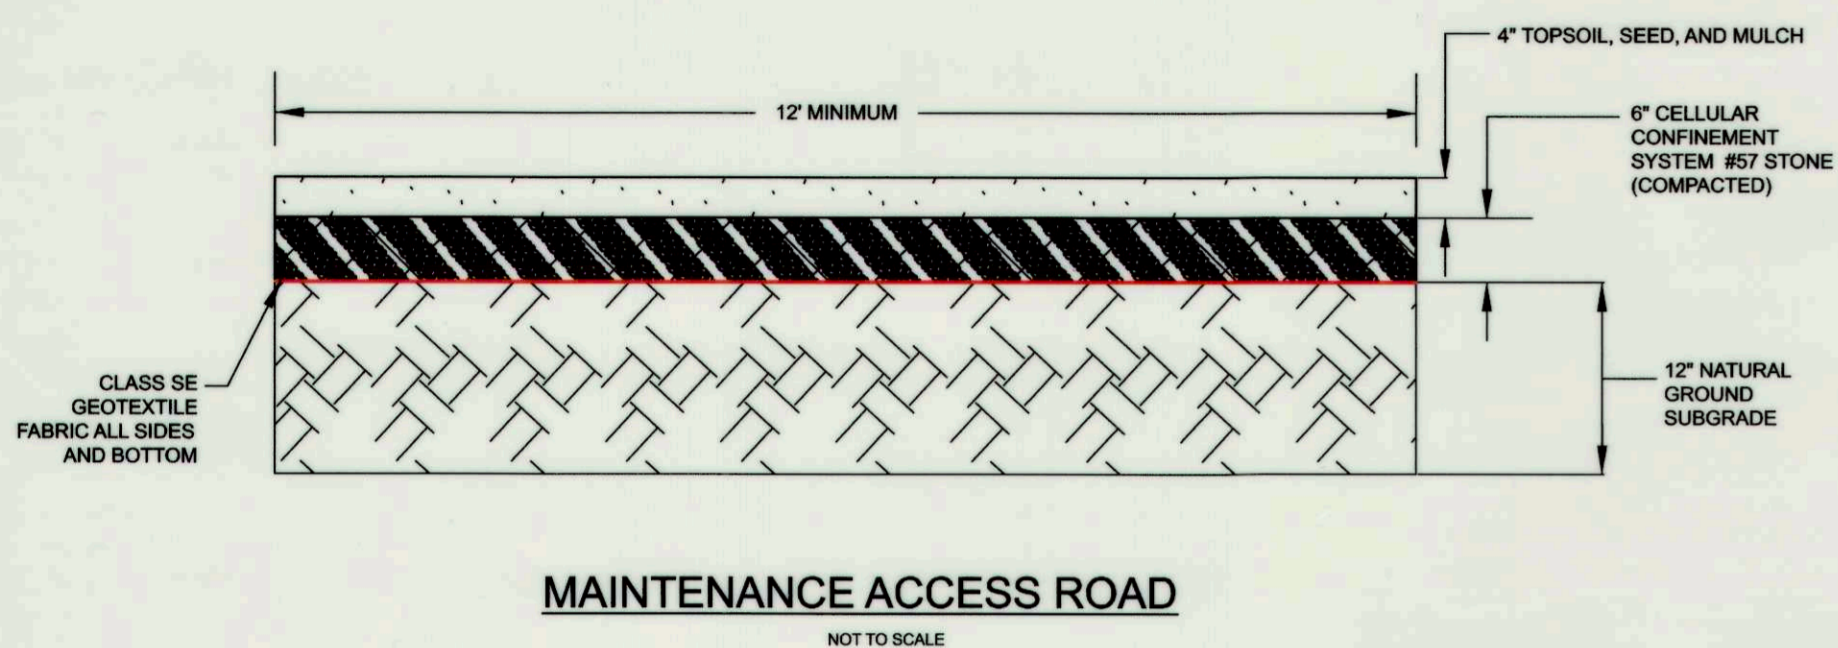 4" TOPSOIL, SEED, AND MULCH
12' MINIMUM
6" CELLULAR
CONFINEMENT
SYSTEM #57 STONE
(COMPACTED)
CLASS SE
GEOTEXTILE
FABRIC ALL SIDES
AND BOTTOM
12" NATURAL
GROUND
SUBGRADE
MAINTENANCE ACCESS ROAD
NOT TO SCALE